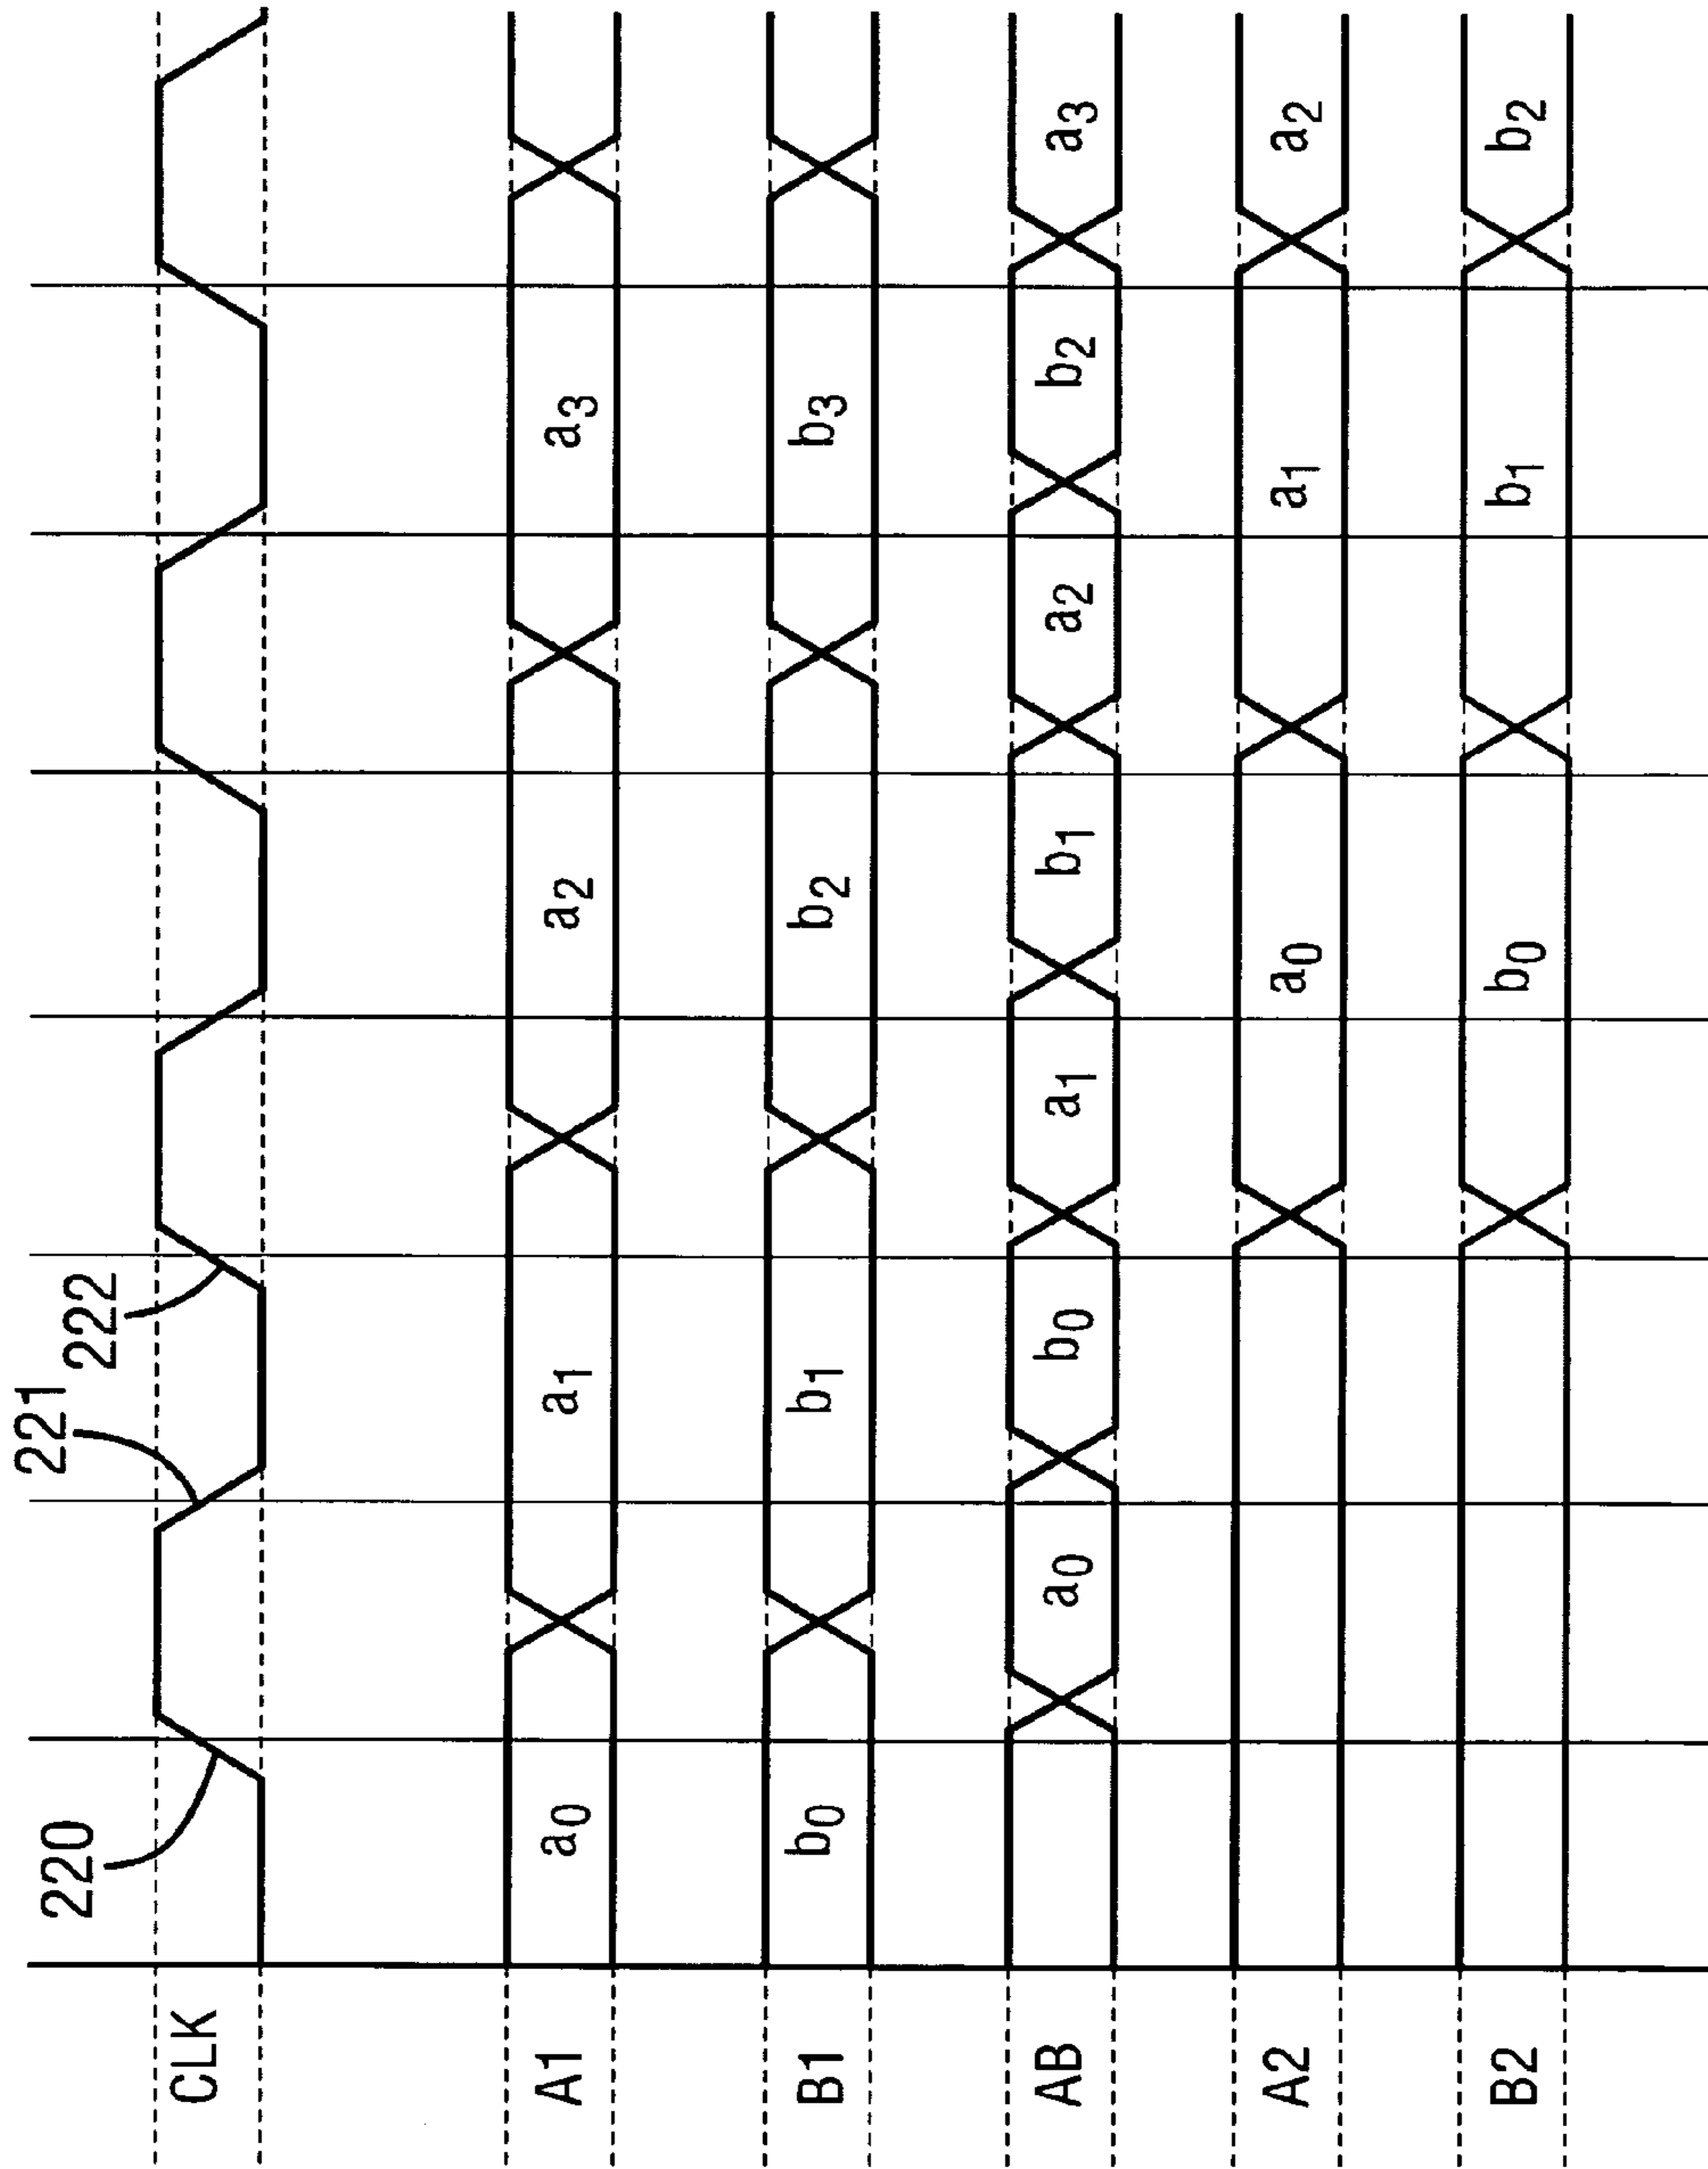 220
221
222
CLK
A1 a0 a1 a2 a3
B1 b0 b1 b2 b3
AB a0 b0 a1 b1 a2 b2 a3
A2 a0 a1 a2
B2 b0 b1 b2